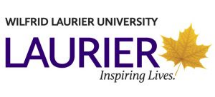 WILFRID LAURIER UNIVERSITY
LAURIER
Inspiring Lives.